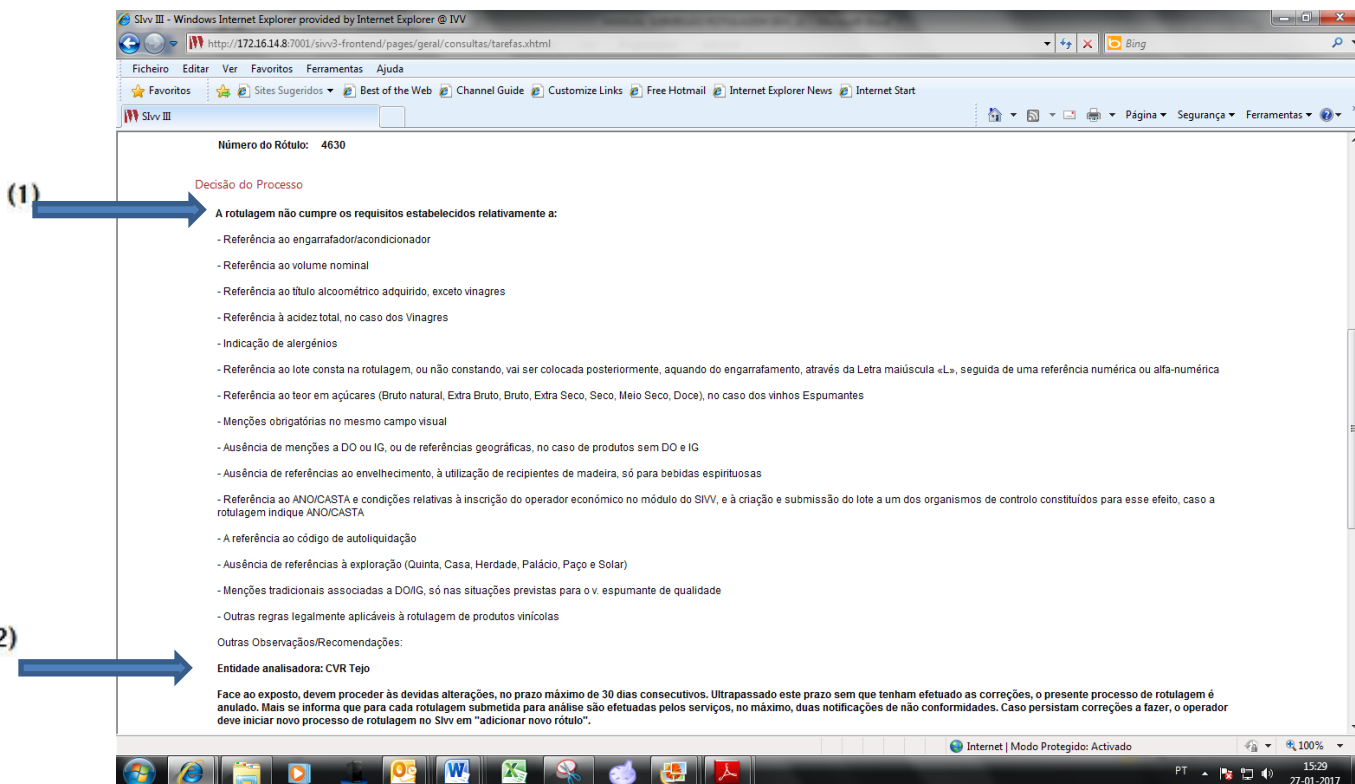 SIvv III - Windows Internet Explorer provided by Internet Explorer @ IVV
http://172.16.14.8:7001/sivv3-frontend/pages/geral/consultas/tarefas.xhtml
Bing
Ficheiro Editar Ver Favoritos Ferramentas Ajuda
Favoritos Sites Sugeridos Best of the Web Channel Guide Customize Links Free Hotmail Internet Explorer News Internet Start
SIvv III
Página Segurança Ferramentas
Número do Rótulo: 4630
Decisão do Processo
(1)
A rotulagem não cumpre os requisitos estabelecidos relativamente a:
- Referência ao engarrafador/acondicionador
- Referência ao volume nominal
- Referência ao título alcoométrico adquirido, exceto vinagres
- Referência à acidez total, no caso dos Vinagres
- Indicação de alergénios
- Referência ao lote consta na rotulagem, ou não constando, vai ser colocada posteriormente, aquando do engarrafamento, através da Letra maiúscula «L», seguida de uma referência numérica ou alfa-numérica
- Referência ao teor em açúcares (Bruto natural, Extra Bruto, Bruto, Extra Seco, Seco, Meio Seco, Doce), no caso dos vinhos Espumantes
- Menções obrigatórias no mesmo campo visual
- Ausência de menções a DO ou IG, ou de referências geográficas, no caso de produtos sem DO e IG
- Ausência de referências ao envelhecimento, à utilização de recipientes de madeira, só para bebidas espirituosas
- Referência ao ANO/CASTA e condições relativas à inscrição do operador económico no módulo do SIVV, e à criação e submissão do lote a um dos organismos de controlo constituídos para esse efeito, caso a
rotulagem indique ANO/CASTA
- A referência ao código de autoliquidação
- Ausência de referências à exploração (Quinta, Casa, Herdade, Palácio, Paço e Solar)
- Menções tradicionais associadas a DO/IG, só nas situações previstas para o v. espumante de qualidade
- Outras regras legalmente aplicáveis à rotulagem de produtos vinícolas
Outras Observaçãos/Recomendações:
2)
Entidade analisadora: CVR Tejo
Face ao exposto, devem proceder às devidas alterações, no prazo máximo de 30 dias consecutivos. Ultrapassado este prazo sem que tenham efetuado as correções, o presente processo de rotulagem é
anulado. Mais se informa que para cada rotulagem submetida para análise são efetuadas pelos serviços, no máximo, duas notificações de não conformidades. Caso persistam correções a fazer, o operador
deve iniciar novo processo de rotulagem no SIvv em "adicionar novo rótulo".
Internet | Modo Protegido: Activado
100%
PT
15:29
27-01-2017